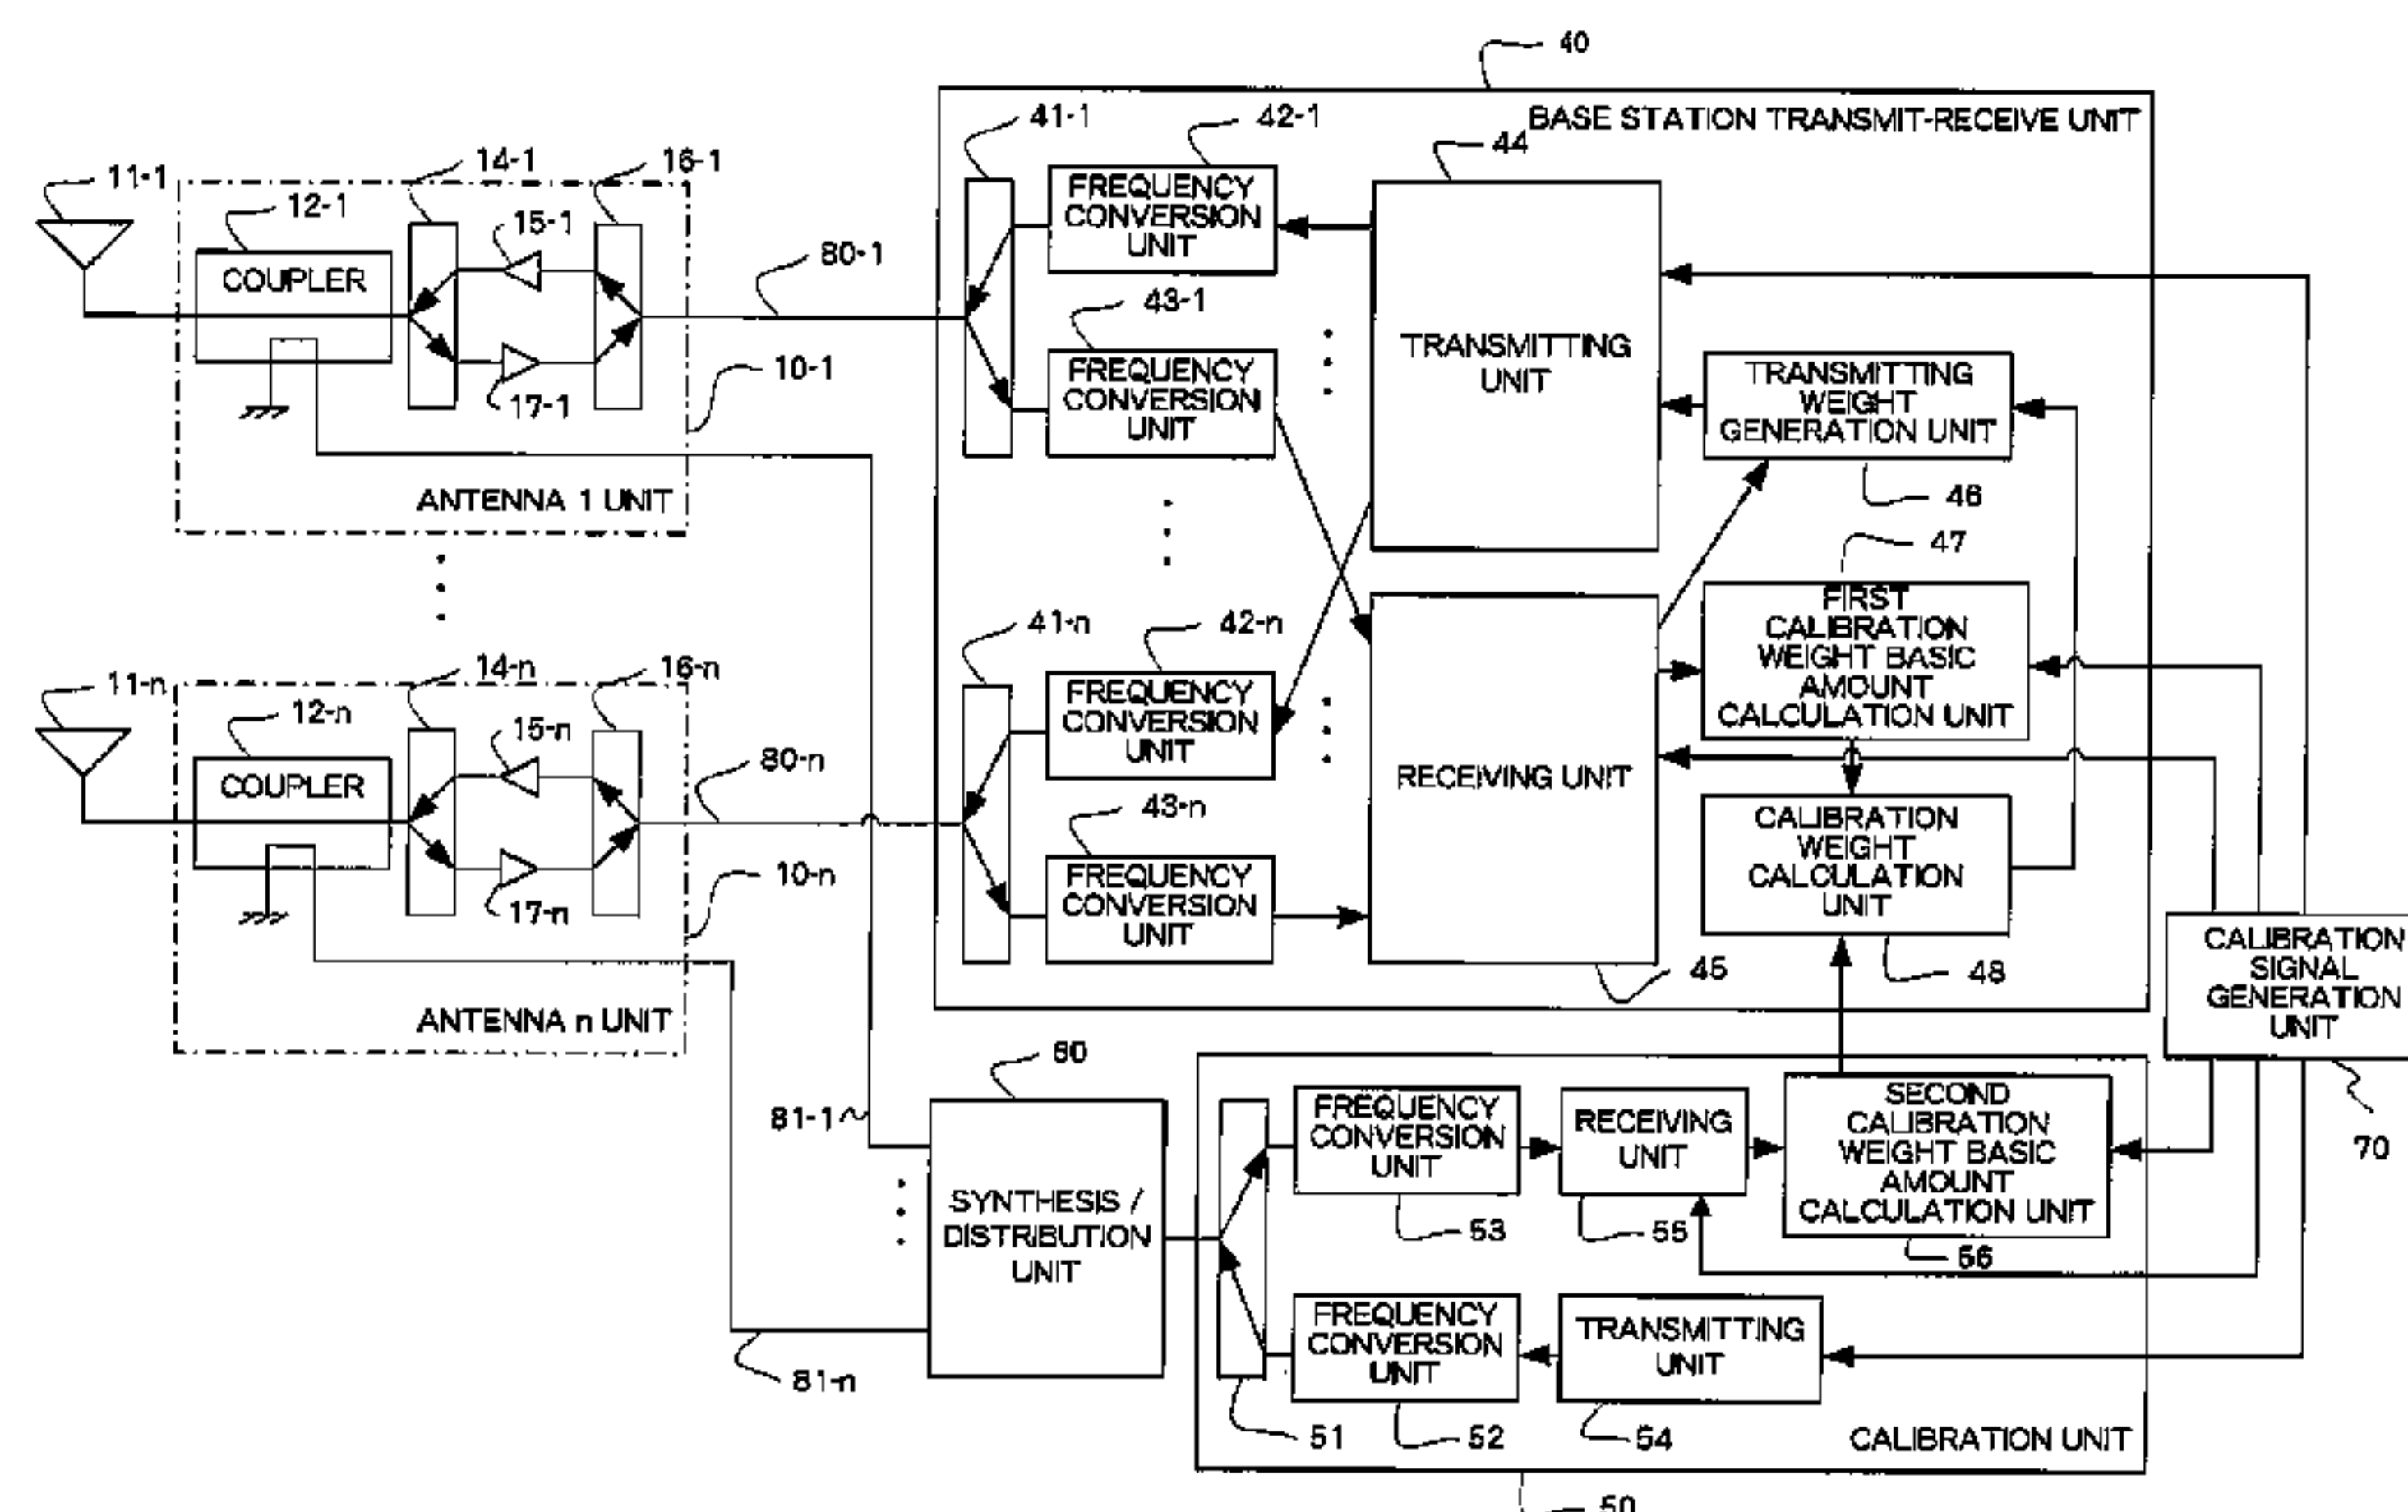 40
BASE STATION TRANSMIT-RECEIVE UNIT
41-1
42-1
44
11-1
12-1
14-1
15-1
16-1
COUPLER
17-1
80-1
10-1
ANTENNA 1 UNIT
FREQUENCY
CONVERSION
UNIT
43-1
FREQUENCY
CONVERSION
UNIT
TRANSMITTING
UNIT
TRANSMITTING
WEIGHT
GENERATION UNIT
46
47
FIRST
CALIBRATION
WEIGHT BASIC
AMOUNT
CALCULATION UNIT
11-n
12-n
14-n
15-n
16-n
COUPLER
17-n
80-n
10-n
ANTENNA n UNIT
41-n
42-n
FREQUENCY
CONVERSION
UNIT
43-n
FREQUENCY
CONVERSION
UNIT
RECEIVING UNIT
45
CALIBRATION
WEIGHT
CALCULATION
UNIT
48
CALIBRATION
SIGNAL
GENERATION
UNIT
70
60
81-1
SYNTHESIS /
DISTRIBUTION
UNIT
81-n
FREQUENCY
CONVERSION
UNIT
53
RECEIVING
UNIT
55
SECOND
CALIBRATION
WEIGHT BASIC
AMOUNT
CALCULATION UNIT
56
FREQUENCY
CONVERSION
UNIT
TRANSMITTING
UNIT
51
52
54
CALIBRATION UNIT
50